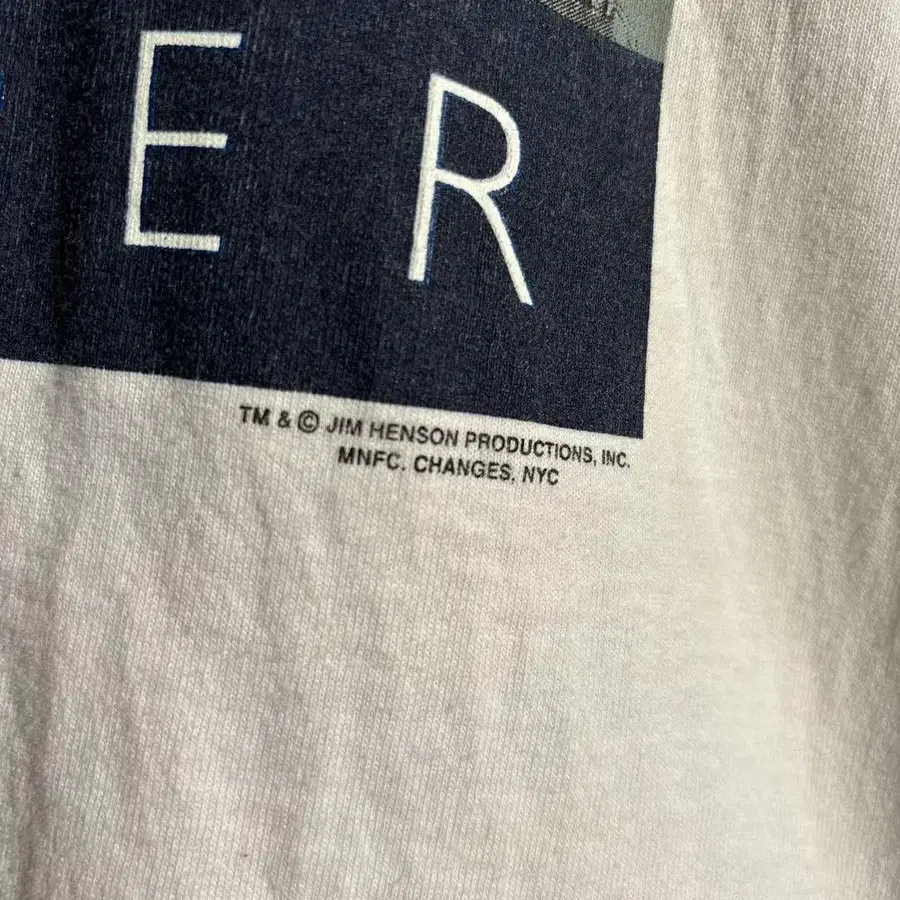 E R
TM & © JIM HENSON PRODUCTIONS, INC.
MNFC. CHANGES, NYC